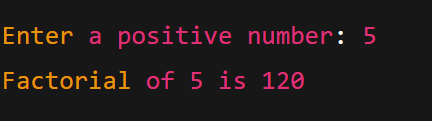 Enter a positive number: 5
Factorial of 5 is 120